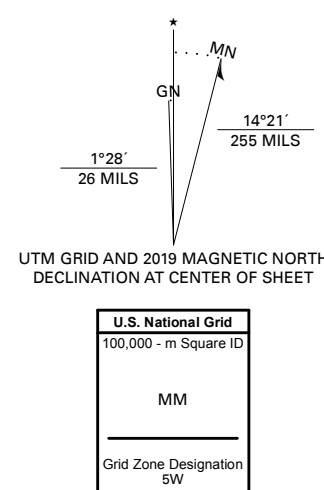 ★
MN
GN
14°21´
255 MILS
1°28´
26 MILS
UTM GRID AND 2019 MAGNETIC NORTH
DECLINATION AT CENTER OF SHEET
U.S. National Grid
100,000 - m Square ID
MM
Grid Zone Designation
5W